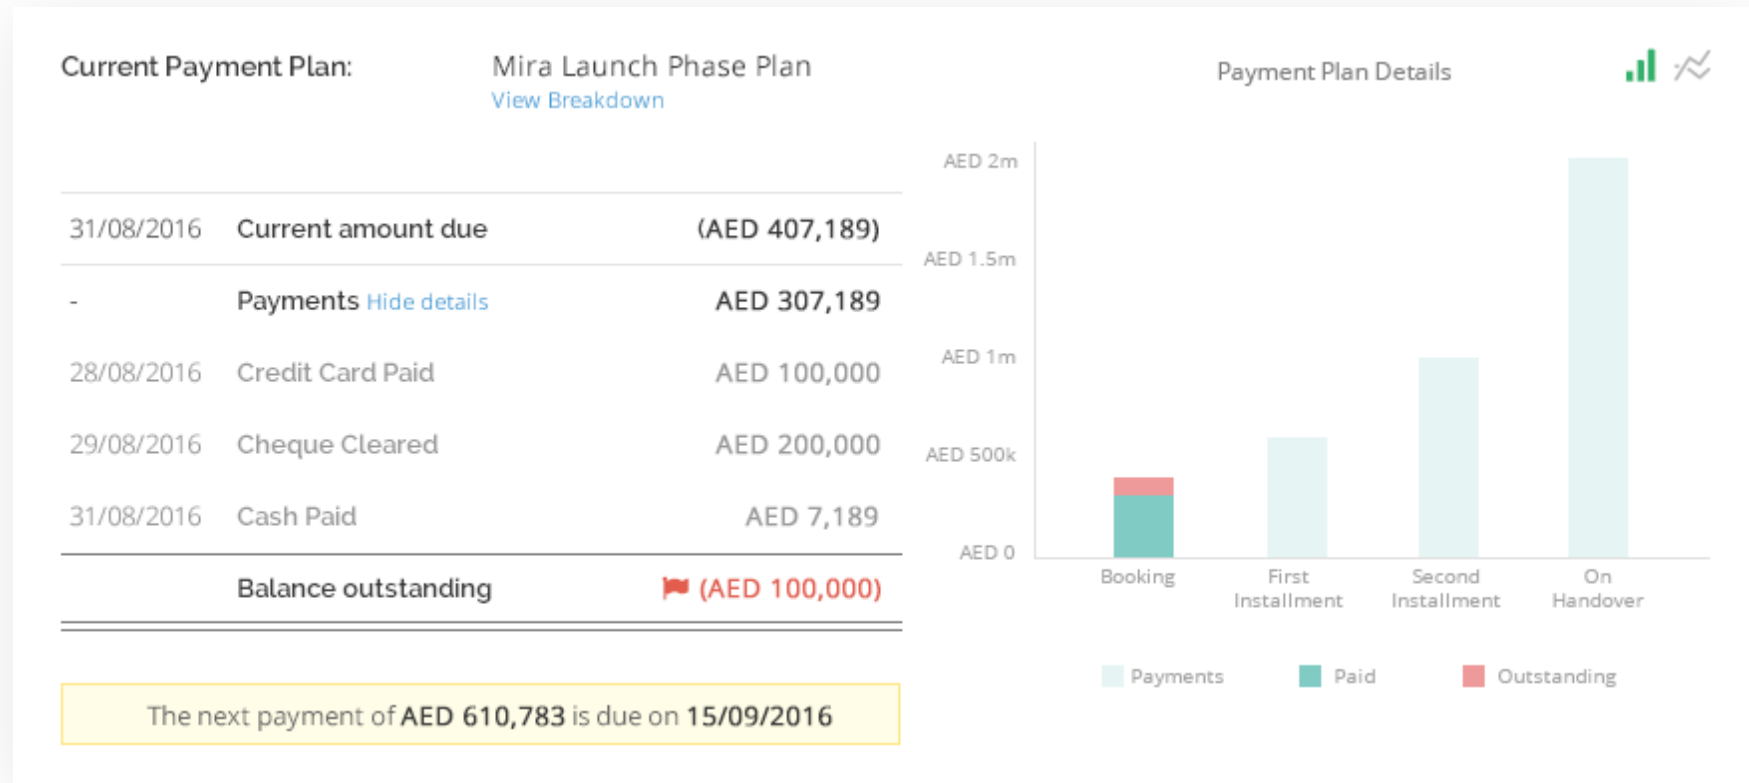 Current Payment Plan:
Mira Launch Phase Plan
View Breakdown
31/08/2016 Current amount due (AED 407,189)
- Payments Hide details AED 307,189
28/08/2016 Credit Card Paid AED 100,000
29/08/2016 Cheque Cleared AED 200,000
31/08/2016 Cash Paid AED 7,189
Balance outstanding (AED 100,000)
The next payment of AED 610,783 is due on 15/09/2016
Payment Plan Details
AED 2m
AED 1.5m
AED 1m
AED 500k
AED 0
Booking
First
Installment
Second
Installment
On
Handover
Payments Paid Outstanding